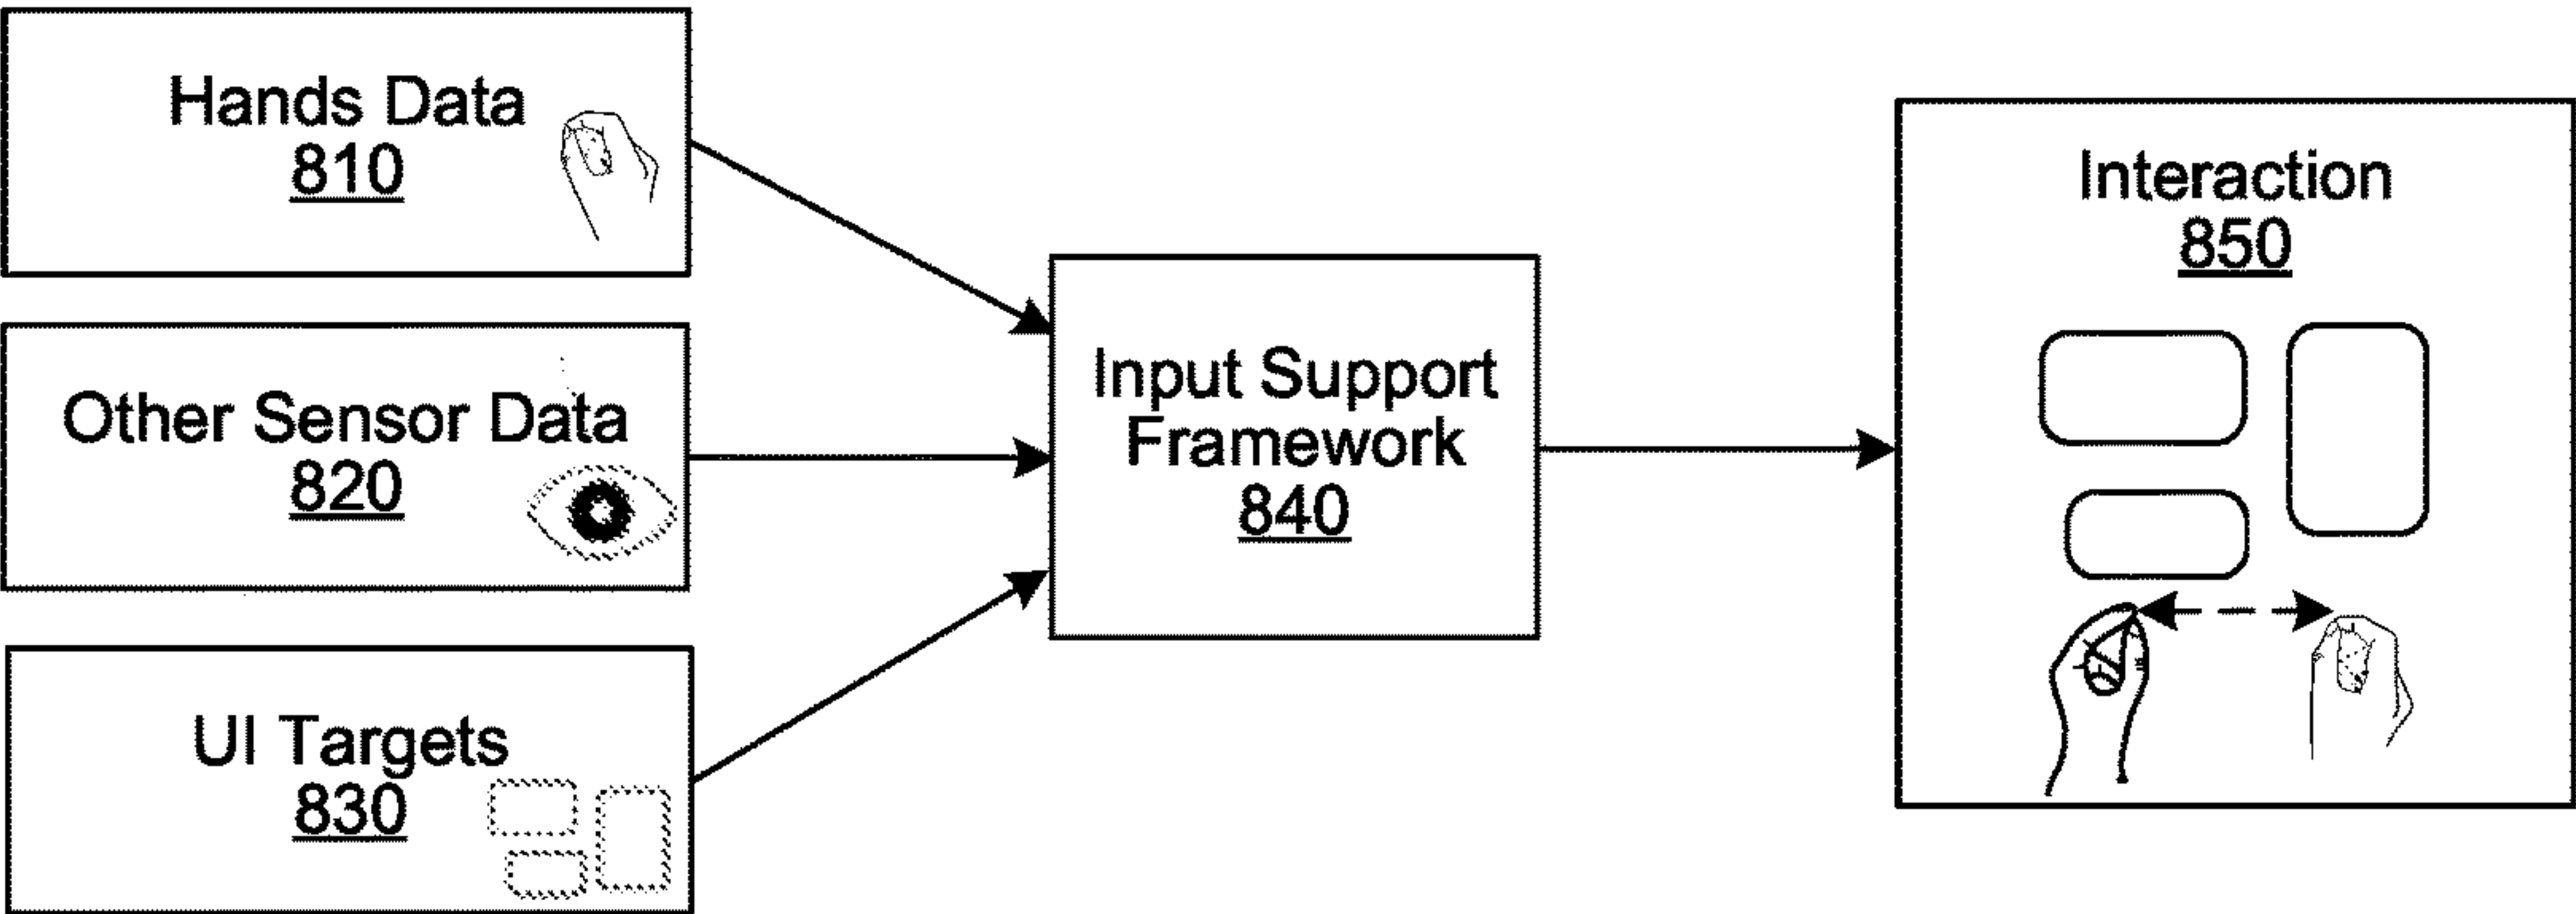 Hands Data
810
Other Sensor Data
820
UI Targets
830
Input Support
Framework
840
Interaction
850